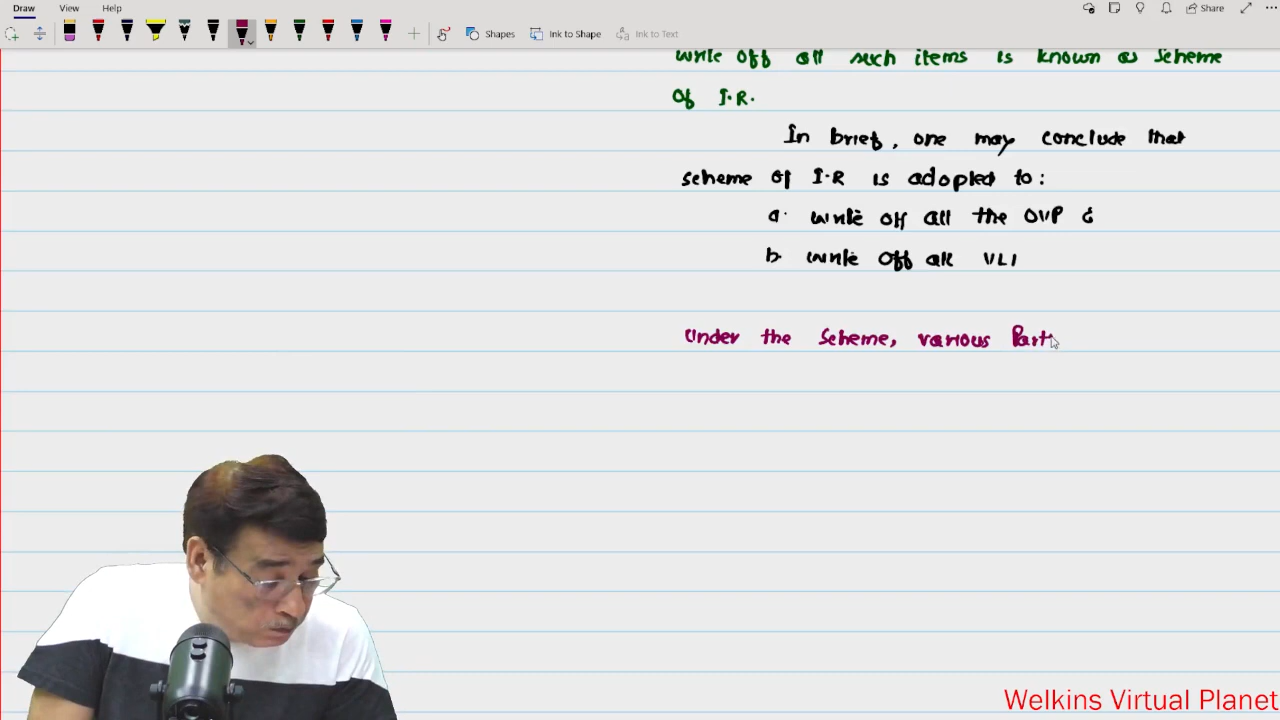 Draw View Help
Shapes Ink to Shape Ink to Text Share
write off all such items is known as scheme
of I.R.
In brief, one may conclude that
scheme of I.R is adopted to:
a. write off all the OVP &
b. write off all ULI
Under the Scheme, various Part
Welkins Virtual Planet